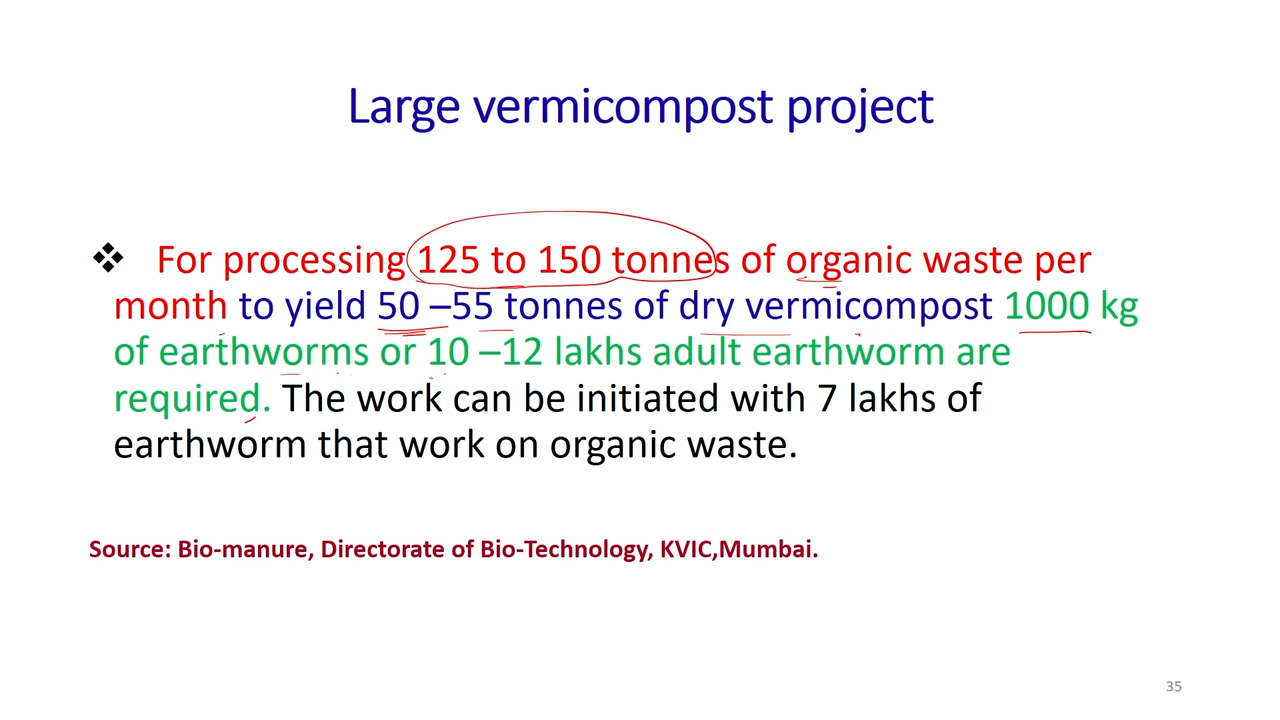 Large vermicompost project
❖ For processing 125 to 150 tonnes of organic waste per
month to yield 50 –55 tonnes of dry vermicompost 1000 kg
of earthworms or 10 –12 lakhs adult earthworm are
required. The work can be initiated with 7 lakhs of
earthworm that work on organic waste.
Source: Bio-manure, Directorate of Bio-Technology, KVIC,Mumbai.
35